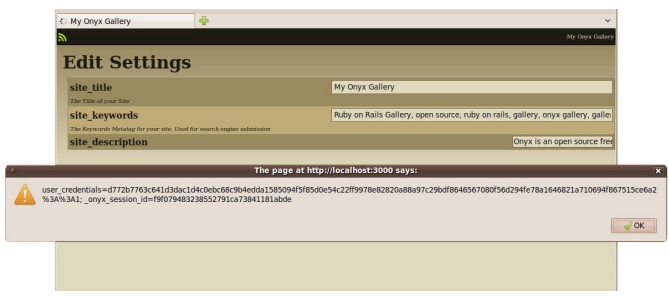 My Onyx Gallery
My Onyx Gallery
Edit Settings
site_title My Onyx Gallery
The Title of your Site
site_keywords Ruby on Rails Gallery, open source, ruby on rails, gallery, onyx gallery, galler
The Keywords Metatag for your site. Used for search engine submission
site_description Onyx is an open source free
The page at http://localhost:3000 says:
user_credentials=d772b7763c641d3dac1d4c0ebc68c9b4edda1585094f5f85d0e54c22ff9978e82820a88a97c29bdf8646567080f56d294fe78a1646821a710694f867515ce6a2
%3A%3A1; _onyx_session_id=f9f079483238552791ca73841181abde
OK